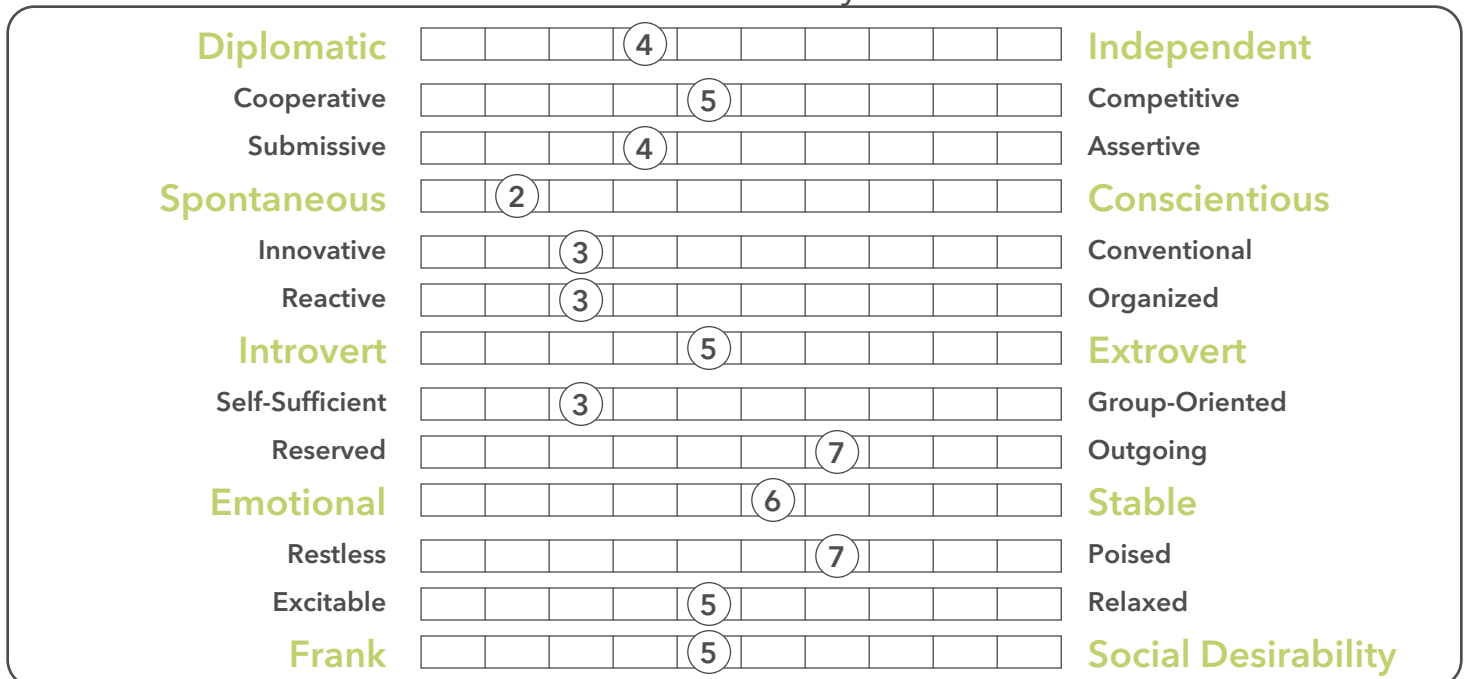 Diplomatic 4 Independent
Cooperative 5 Competitive
Submissive 4 Assertive
Spontaneous 2 Conscientious
Innovative 3 Conventional
Reactive 3 Organized
Introvert 5 Extrovert
Self-Sufficient 3 Group-Oriented
Reserved 7 Outgoing
Emotional 6 Stable
Restless 7 Poised
Excitable 5 Relaxed
Frank 5 Social Desirability